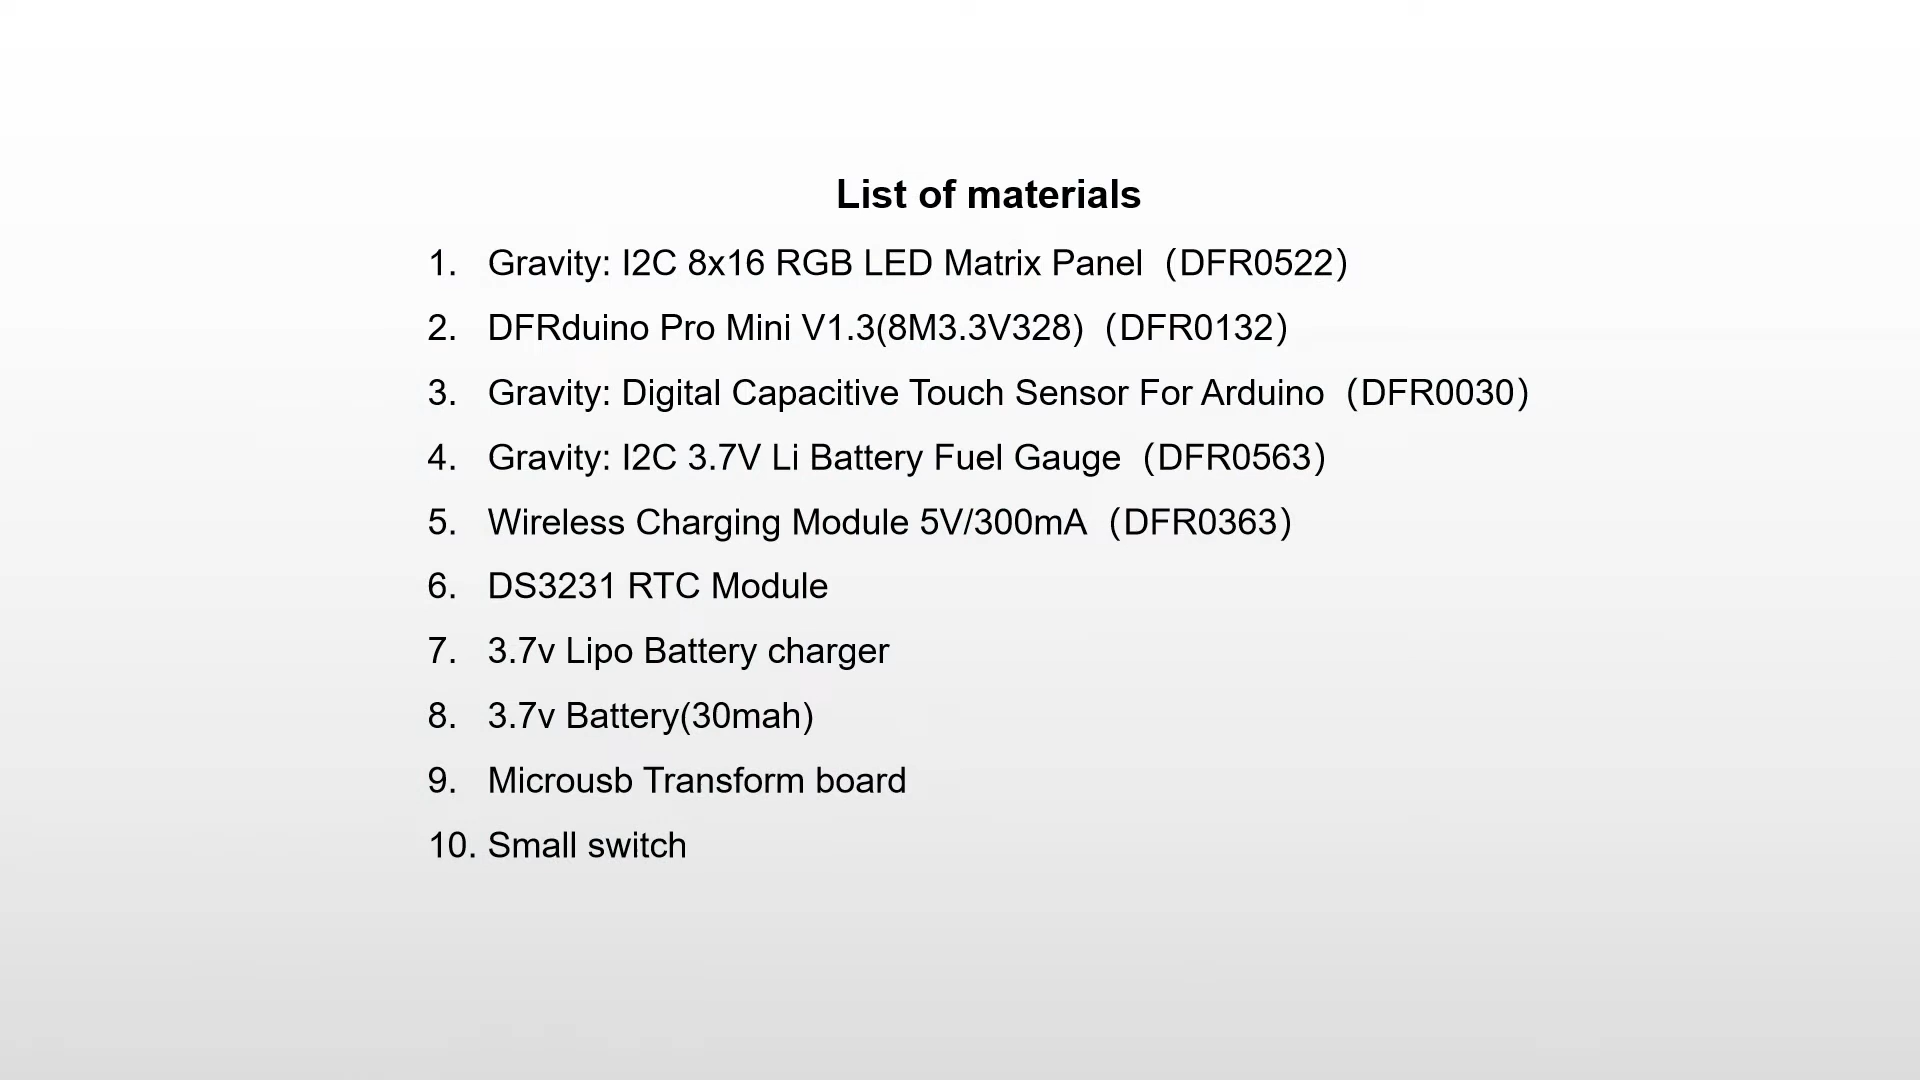 List of materials
1. Gravity: I2C 8x16 RGB LED Matrix Panel（DFR0522）
2. DFRduino Pro Mini V1.3(8M3.3V328)（DFR0132）
3. Gravity: Digital Capacitive Touch Sensor For Arduino（DFR0030）
4. Gravity: I2C 3.7V Li Battery Fuel Gauge（DFR0563）
5. Wireless Charging Module 5V/300mA（DFR0363）
6. DS3231 RTC Module
7. 3.7v Lipo Battery charger
8. 3.7v Battery(30mah)
9. Microusb Transform board
10. Small switch